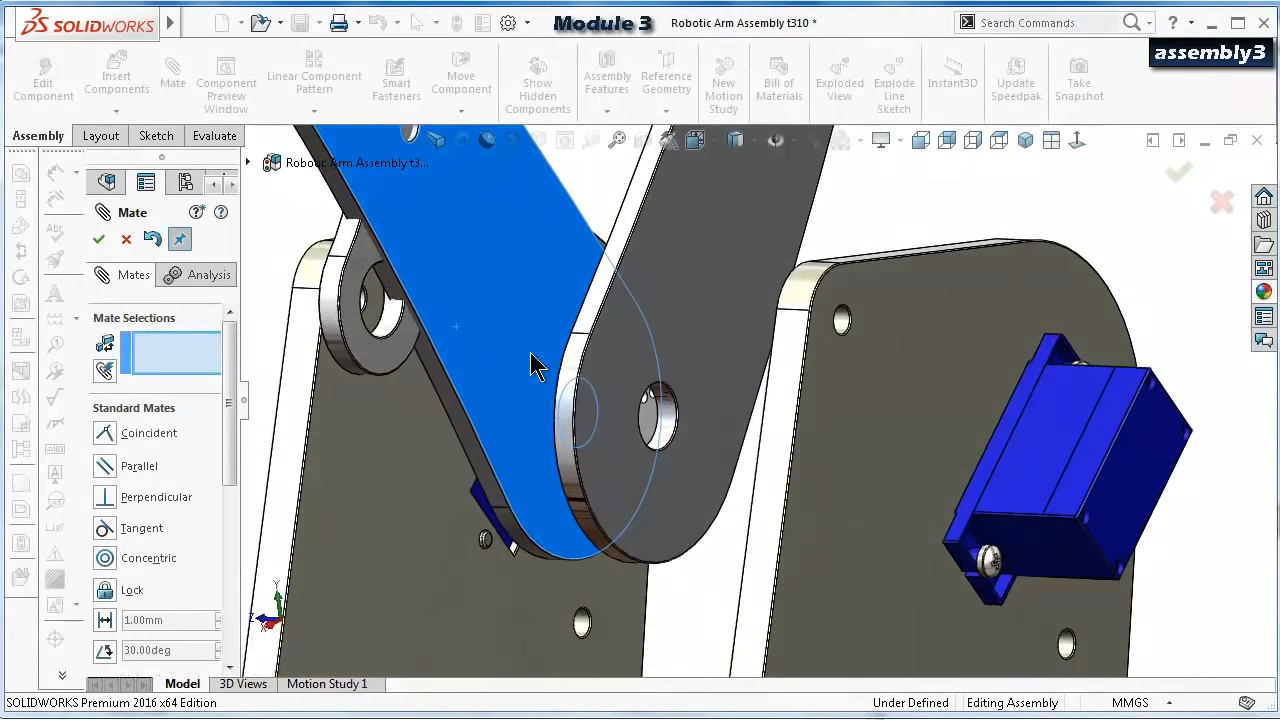 SOLIDWORKS
Module 3
Robotic Arm Assembly t310 *
Search Commands
?
assembly3
Edit Component
Insert Components
Mate
Component Preview Window
Linear Component Pattern
Smart Fasteners
Move Component
Show Hidden Components
Assembly Features
Reference Geometry
New Motion Study
Bill of Materials
Exploded View
Explode Line Sketch
Instant3D
Update Speedpak
Take Snapshot
Assembly
Layout
Sketch
Evaluate
Robotic Arm Assembly t3...
Mate
Mates
Analysis
Mate Selections
Standard Mates
Coincident
Parallel
Perpendicular
Tangent
Concentric
Lock
1.00mm
30.00deg
Y
Z
X
Model
3D Views
Motion Study 1
SOLIDWORKS Premium 2016 x64 Edition
Under Defined
Editing Assembly
MMGS